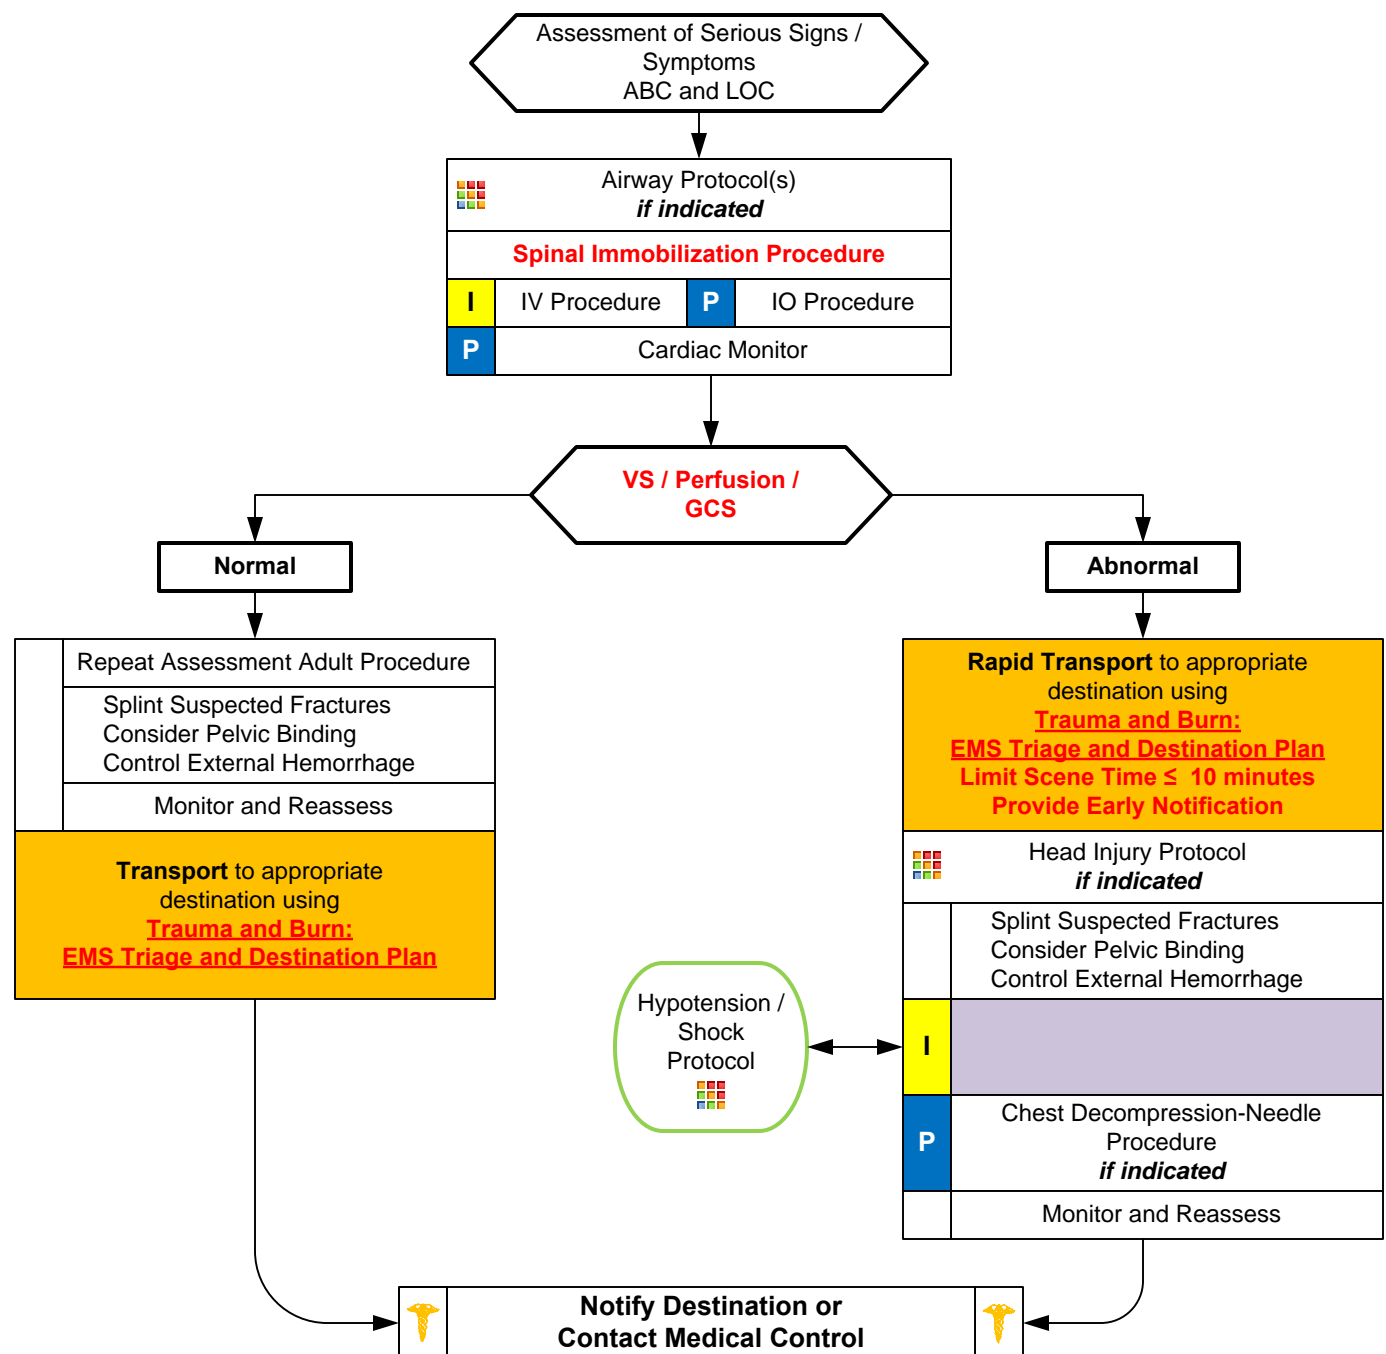 Assessment of Serious Signs /
Symptoms
ABC and LOC
Airway Protocol(s)
if indicated
Spinal Immobilization Procedure
I
IV Procedure
P
IO Procedure
P
Cardiac Monitor
VS / Perfusion /
GCS
Normal
Abnormal
Repeat Assessment Adult Procedure
Splint Suspected Fractures
Consider Pelvic Binding
Control External Hemorrhage
Monitor and Reassess
Transport to appropriate
destination using
Trauma and Burn:
EMS Triage and Destination Plan
Rapid Transport to appropriate
destination using
Trauma and Burn:
EMS Triage and Destination Plan
Limit Scene Time ≤ 10 minutes
Provide Early Notification
Head Injury Protocol
if indicated
Splint Suspected Fractures
Consider Pelvic Binding
Control External Hemorrhage
Hypotension /
Shock
Protocol
I
P
Chest Decompression-Needle
Procedure
if indicated
Monitor and Reassess
Notify Destination or
Contact Medical Control